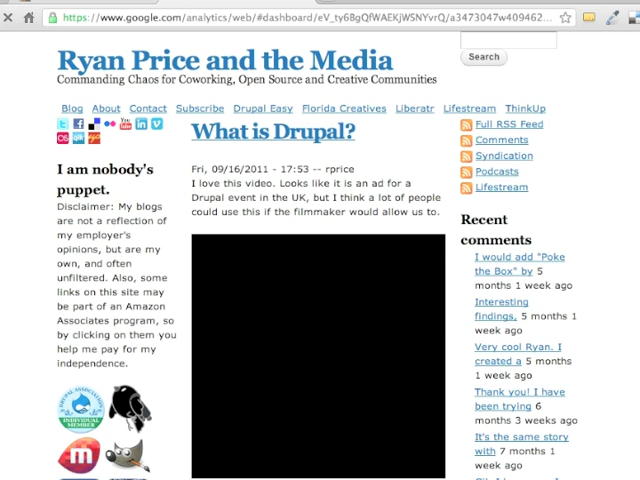 https://www.google.com/analytics/web/#dashboard/eV_ty6BgQfWAEKjWSNYvrQ/a3473047w409462...
Ryan Price and the Media
Commanding Chaos for Coworking, Open Source and Creative Communities
Search
Blog About Contact Subscribe Drupal Easy Florida Creatives Liberatr Lifestream ThinkUp
I am nobody's
puppet.
Disclaimer: My blogs
are not a reflection of
my employer's
opinions, but are my
own, and often
unfiltered. Also, some
links on this site may
be part of an Amazon
Associates program, so
by clicking on them you
help me pay for my
independence.
DRUPAL ASSOCIATION
INDIVIDUAL
MEMBER
What is Drupal?
Fri, 09/16/2011 - 17:53 -- rprice
I love this video. Looks like it is an ad for a
Drupal event in the UK, but I think a lot of people
could use this if the filmmaker would allow us to.
Full RSS Feed
Comments
Syndication
Podcasts
Lifestream
Recent
comments
I would add "Poke
the Box" by 5
months 1 week ago
Interesting
findings, 5 months 1
week ago
Very cool Ryan. I
created a 5 months
1 week ago
Thank you! I have
been trying 6
months 3 weeks ago
It's the same story
with 7 months 1
week ago